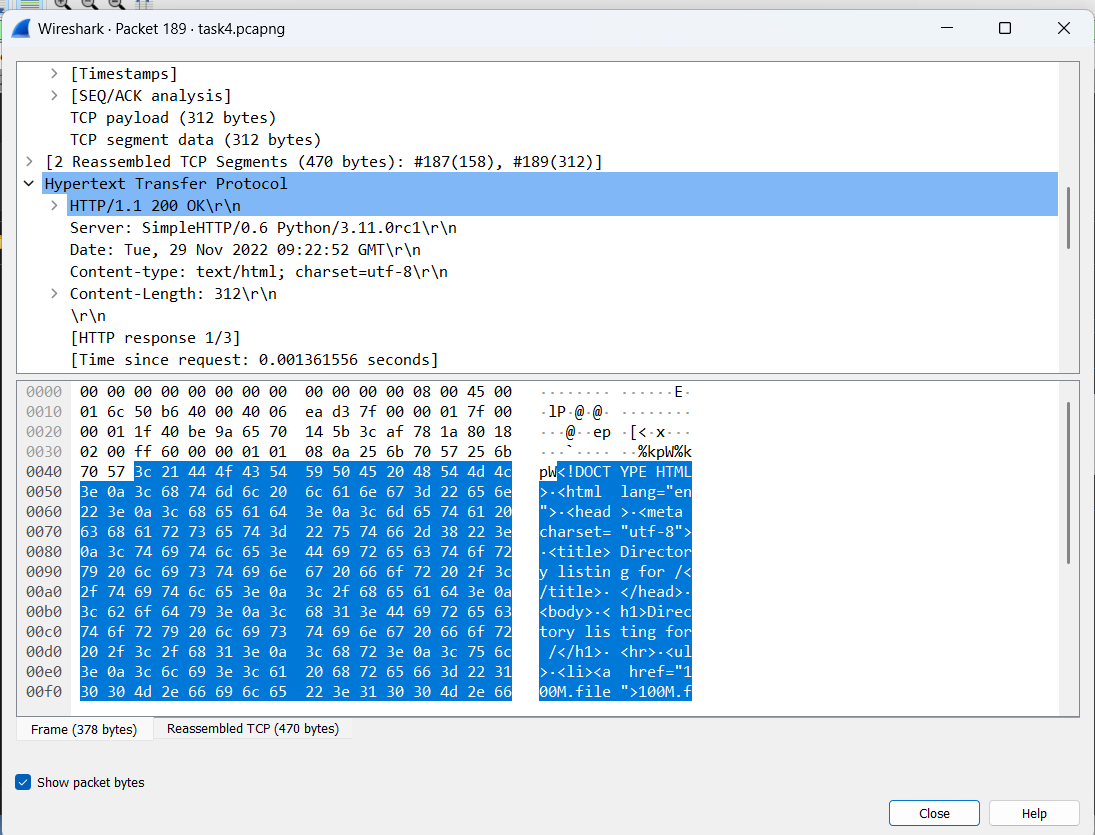 Wireshark · Packet 189 · task4.pcapng
[Timestamps]
[SEQ/ACK analysis]
TCP payload (312 bytes)
TCP segment data (312 bytes)
[2 Reassembled TCP Segments (470 bytes): #187(158), #189(312)]
Hypertext Transfer Protocol
HTTP/1.1 200 OK\r\n
Server: SimpleHTTP/0.6 Python/3.11.0rc1\r\n
Date: Tue, 29 Nov 2022 09:22:52 GMT\r\n
Content-type: text/html; charset=utf-8\r\n
Content-Length: 312\r\n
\r\n
[HTTP response 1/3]
[Time since request: 0.001361556 seconds]
0000 00 00 00 00 00 00 00 00 00 00 00 00 08 00 45 00 ········ ······E·
0010 01 6c 50 b6 40 00 40 06 ea d3 7f 00 00 01 7f 00 ·lP·@·@· ········
0020 00 01 1f 40 be 9a 65 70 14 5b 3c af 78 1a 80 18 ···@··ep ·[<·x···
0030 02 00 ff 60 00 00 01 01 08 0a 25 6b 70 57 25 6b ···`···· ··%kpW%k
0040 70 57 3c 21 44 4f 43 54 59 50 45 20 48 54 4d 4c pW<!DOCT YPE HTML
0050 3e 0a 3c 68 74 6d 6c 20 6c 61 6e 67 3d 22 65 6e >·<html lang="en
0060 22 3e 0a 3c 68 65 61 64 3e 0a 3c 6d 65 74 61 20 ">·<head >·<meta
0070 63 68 61 72 73 65 74 3d 22 75 74 66 2d 38 22 3e charset= "utf-8">
0080 0a 3c 74 69 74 6c 65 3e 44 69 72 65 63 74 6f 72 ·<title> Director
0090 79 20 6c 69 73 74 69 6e 67 20 66 6f 72 20 2f 3c y listin g for /<
00a0 2f 74 69 74 6c 65 3e 0a 3c 2f 68 65 61 64 3e 0a /title>· </head>·
00b0 3c 62 6f 64 79 3e 0a 3c 68 31 3e 44 69 72 65 63 <body>·< h1>Direc
00c0 74 6f 72 79 20 6c 69 73 74 69 6e 67 20 66 6f 72 tory lis ting for
00d0 20 2f 3c 2f 68 31 3e 0a 3c 68 72 3e 0a 3c 75 6c /</h1>· <hr>·<ul
00e0 3e 0a 3c 6c 69 3e 3c 61 20 68 72 65 66 3d 22 31 >·<li><a href="1
00f0 30 30 4d 2e 66 69 6c 65 22 3e 31 30 30 4d 2e 66 00M.file ">100M.f
Frame (378 bytes) Reassembled TCP (470 bytes)
Show packet bytes
Close Help